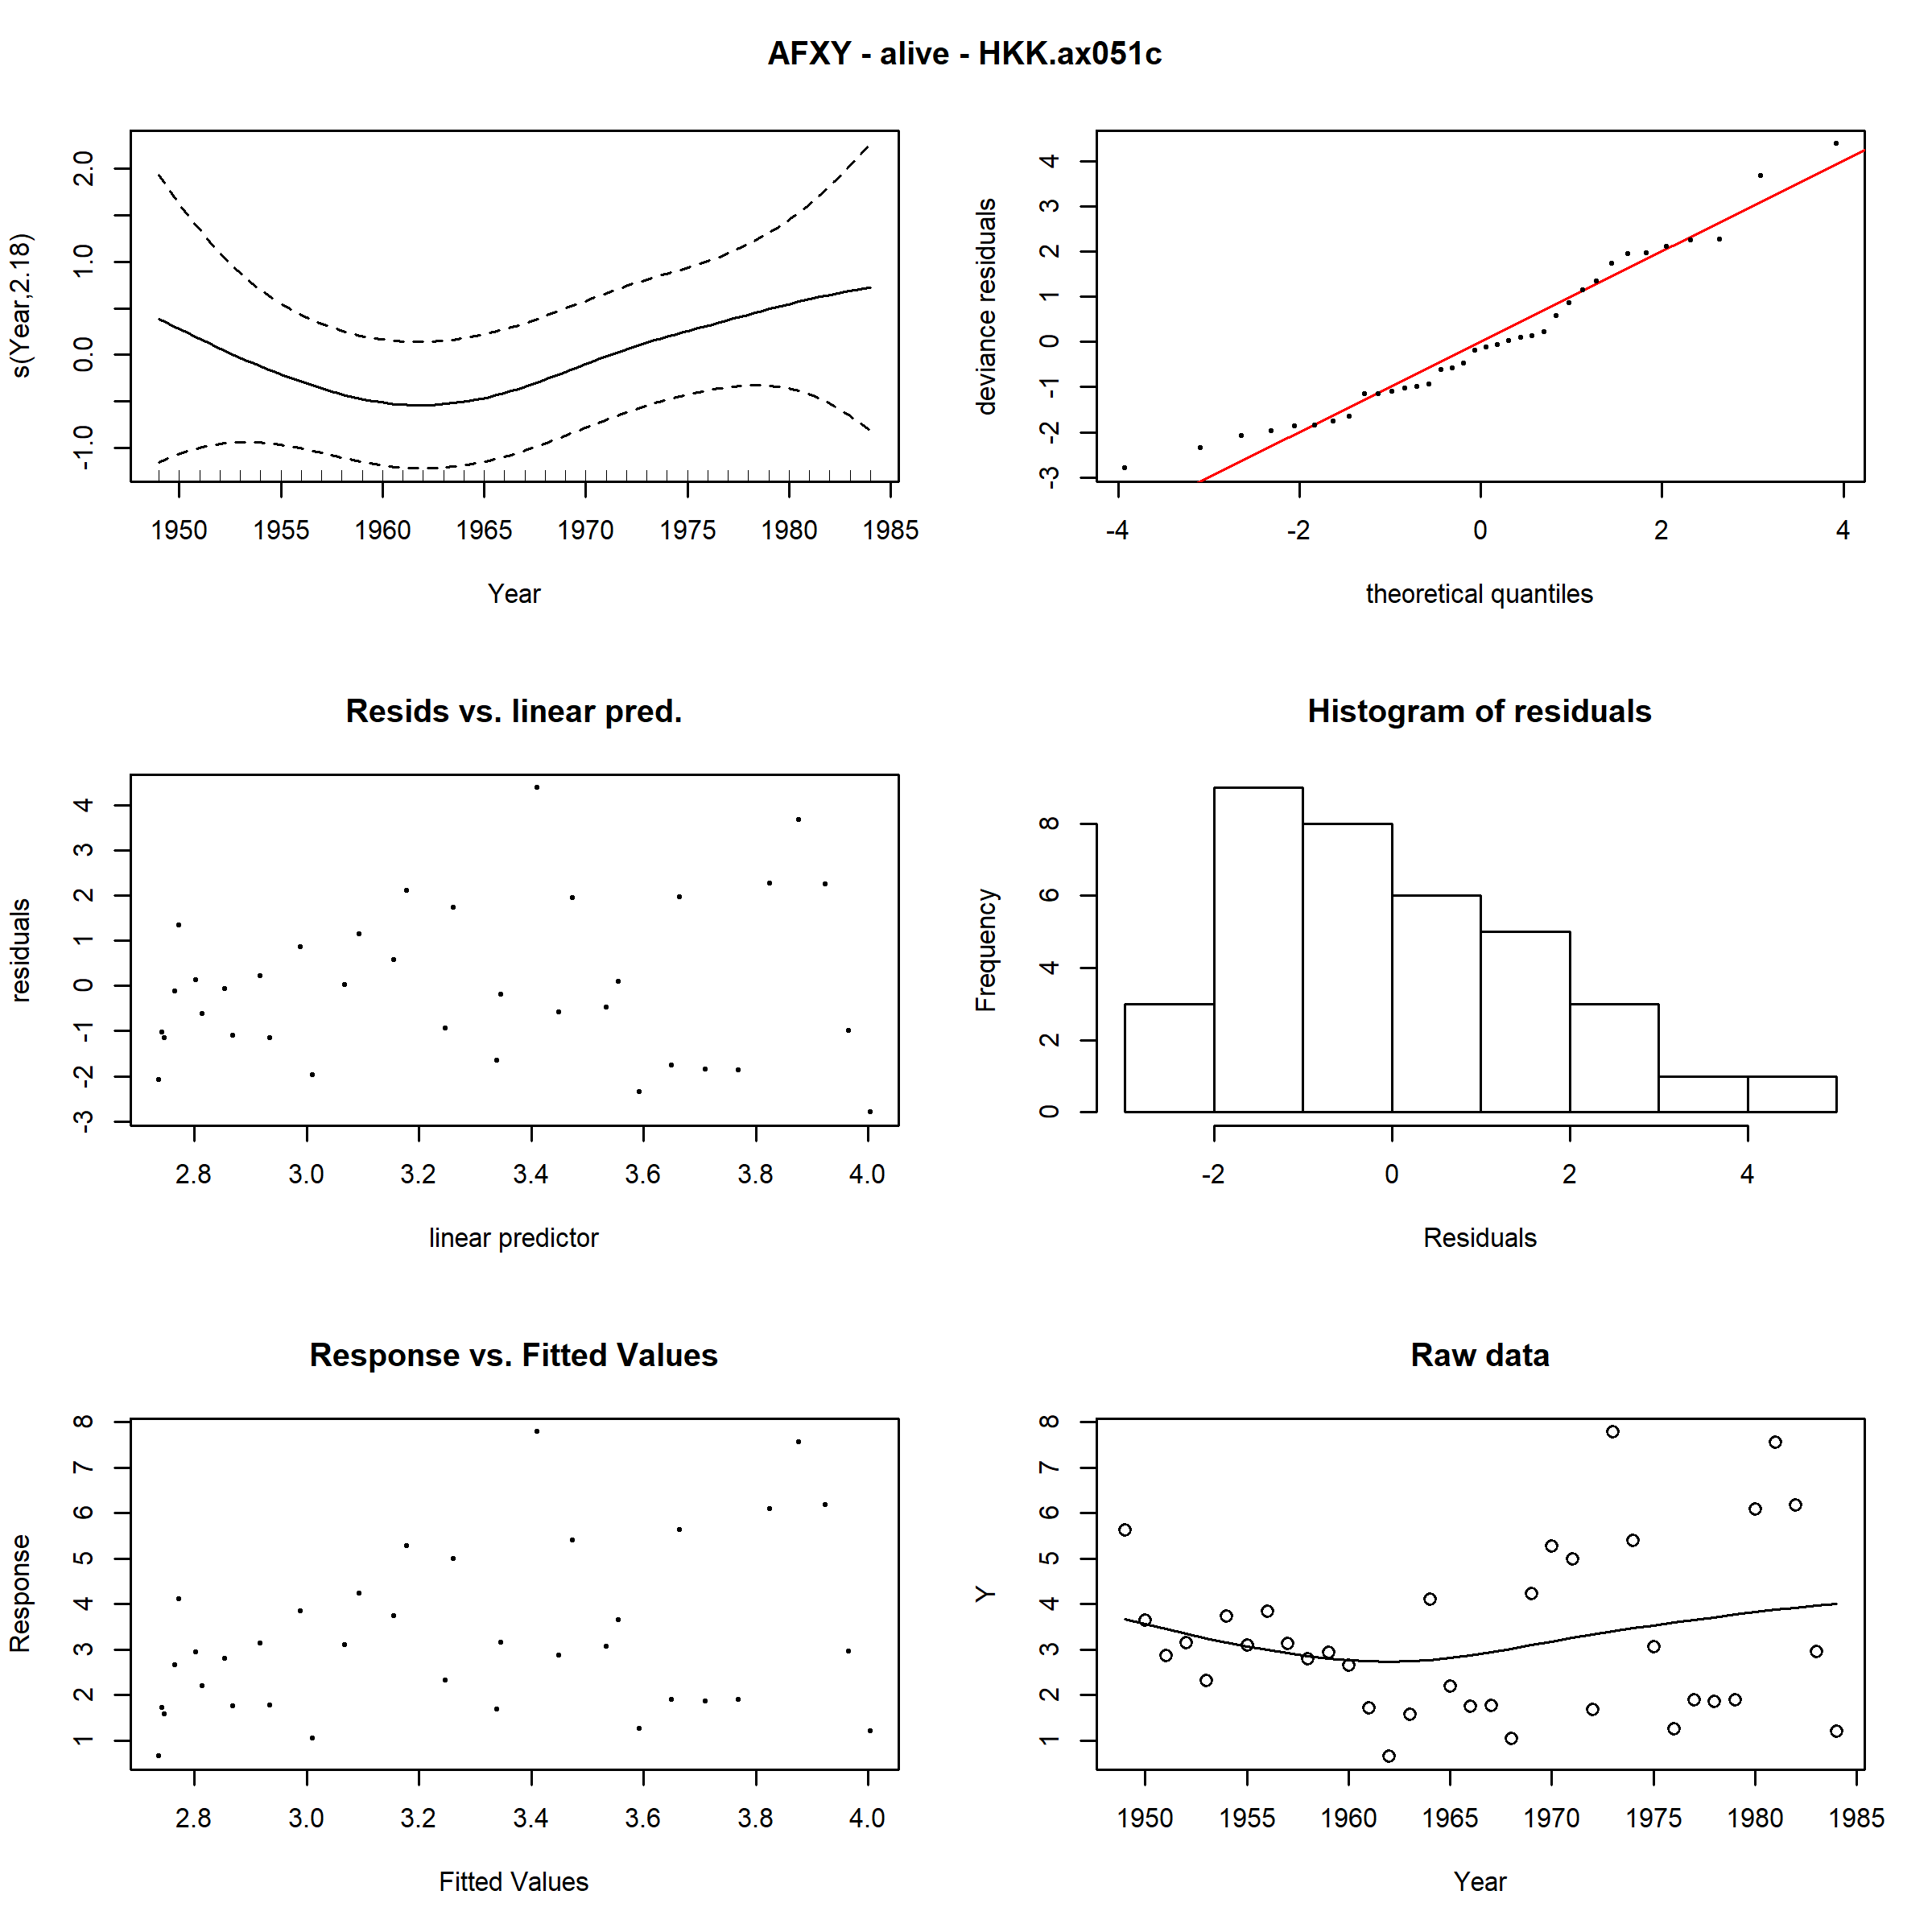 AFXY - alive - HKK.ax051c
s(Year,2.18)
-1.0 0.0 1.0 2.0
1950 1955 1960 1965 1970 1975 1980 1985
Year
deviance residuals
-3 -2 -1 0 1 2 3 4
-4 -2 0 2 4
theoretical quantiles
Resids vs. linear pred.
residuals
-3 -2 -1 0 1 2 3 4
2.8 3.0 3.2 3.4 3.6 3.8 4.0
linear predictor
Histogram of residuals
Frequency
0 2 4 6 8
-2 0 2 4
Residuals
Response vs. Fitted Values
Response
1 2 3 4 5 6 7 8
2.8 3.0 3.2 3.4 3.6 3.8 4.0
Fitted Values
Raw data
Y
1 2 3 4 5 6 7 8
1950 1955 1960 1965 1970 1975 1980 1985
Year